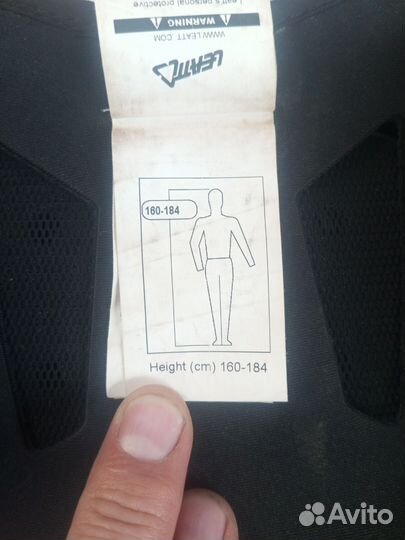 Leatt's personal protective
⚠ WARNING
WWW.LEATT.COM
LEATT
160-184
Height (cm) 160-184
Avito